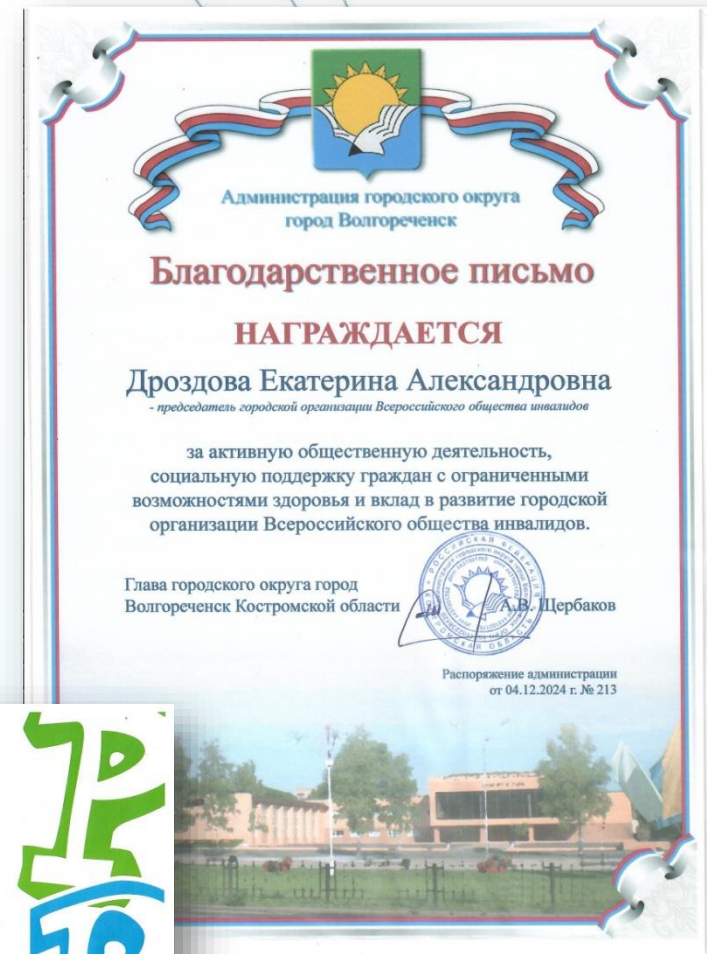 Администрация городского округа
город Волгореченск
Благодарственное письмо
НАГРАЖДАЕТСЯ
Дроздова Екатерина Александровна
- председатель городской организации Всероссийского общества инвалидов
за активную общественную деятельность,
социальную поддержку граждан с ограниченными
возможностями здоровья и вклад в развитие городской
организации Всероссийского общества инвалидов.
Глава городского округа город
Волгореченск Костромской области А.В. Щербаков
РОССИЙСКАЯ ФЕДЕРАЦИЯ
Распоряжение администрации
от 04.12.2024 г. № 213